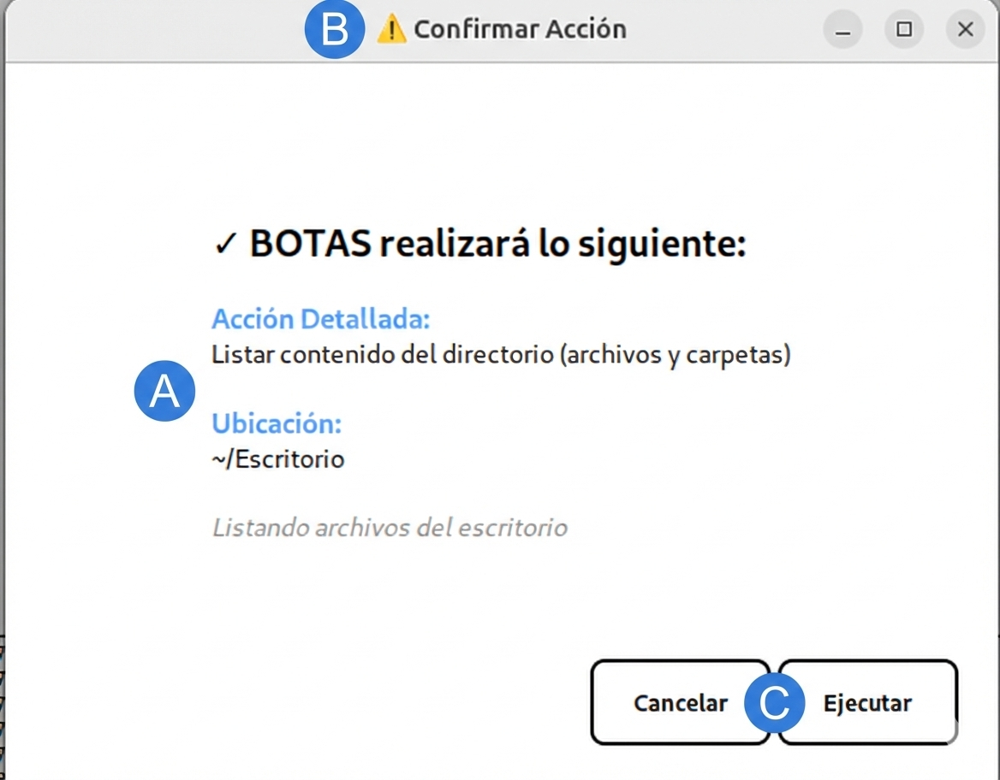 B ⚠️ Confirmar Acción
✓ BOTAS realizará lo siguiente:
Acción Detallada:
Listar contenido del directorio (archivos y carpetas)
A
Ubicación:
~/Escritorio
Listando archivos del escritorio
Cancelar C Ejecutar